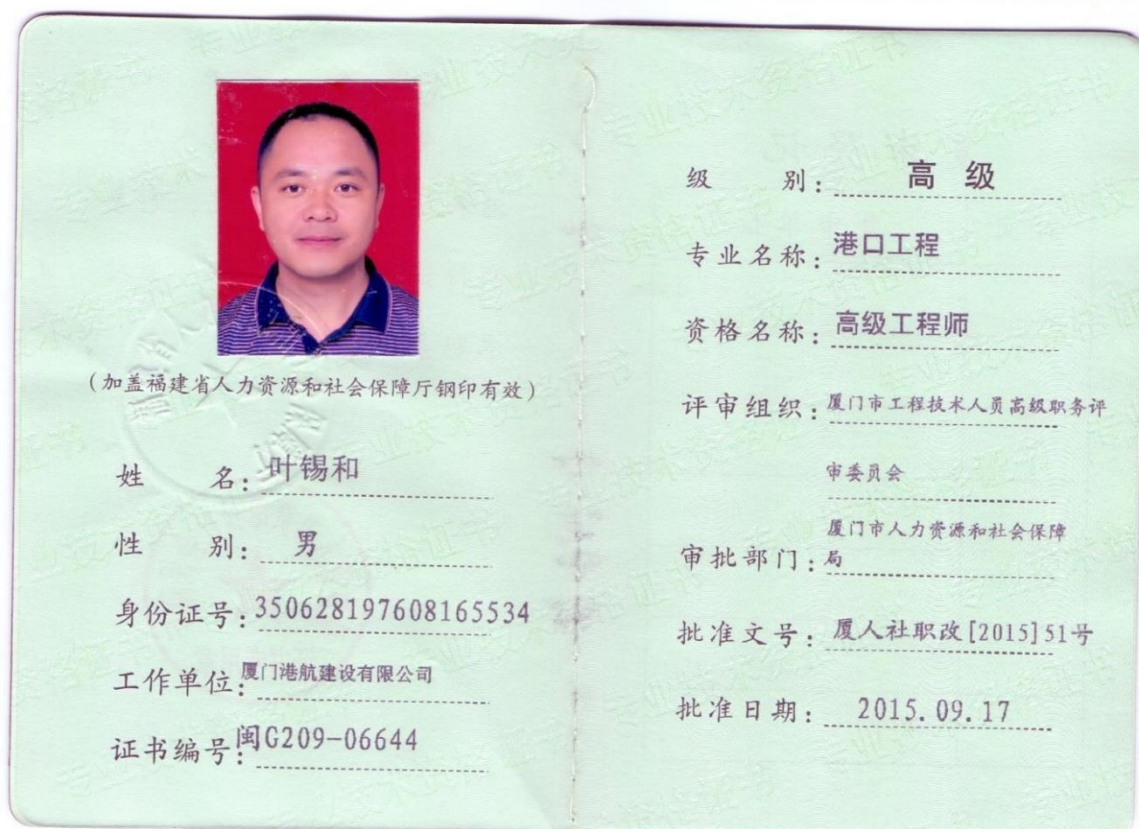 (加盖福建省人力资源和社会保障厅钢印有效)
姓 名: 叶锡和
性 别: 男
身份证号: 350628197608165534
工作单位: 厦门港航建设有限公司
证书编号: 闽G209-06644
级 别: 高 级
专业名称: 港口工程
资格名称: 高级工程师
评审组织: 厦门市工程技术人员高级职务评
审委员会
厦门市人力资源和社会保障
审批部门: 局
批准文号: 厦人社职改[2015]51号
批准日期: 2015.09.17